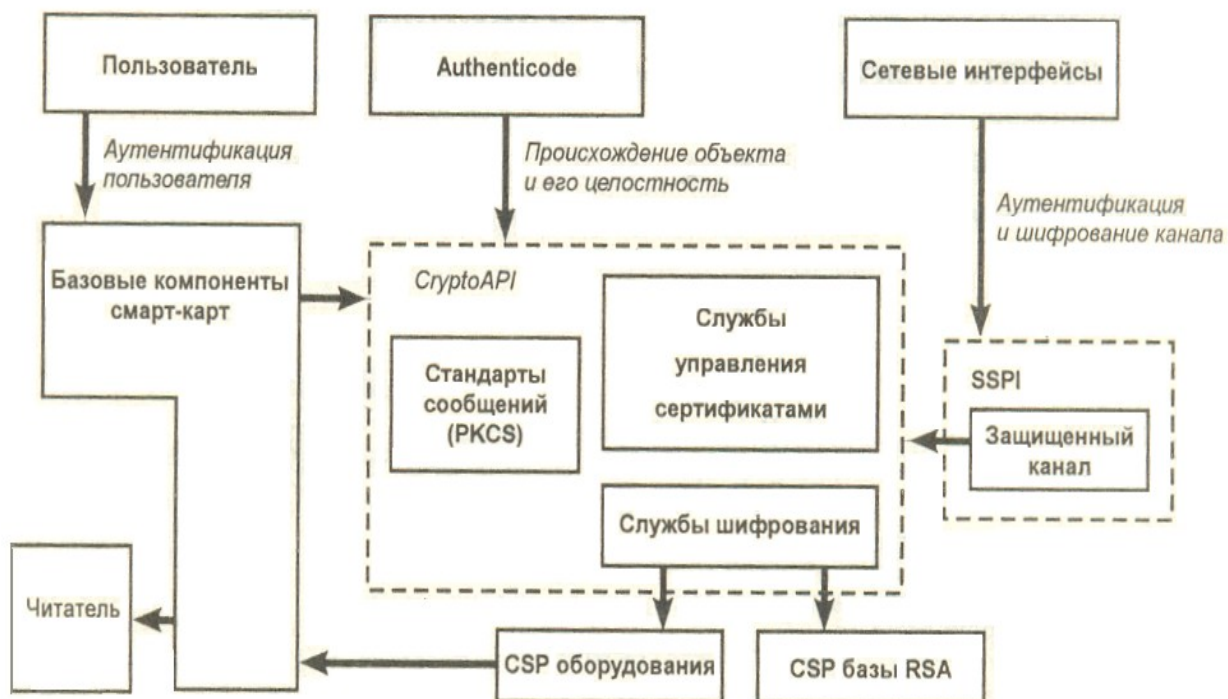 Пользователь
Authenticode
Сетевые интерфейсы
Аутентификация
пользователя
Происхождение объекта
и его целостность
Аутентификация
и шифрование канала
Базовые компоненты
смарт-карт
CryptoAPI
Стандарты
сообщений
(PKCS)
Службы
управления
сертификатами
SSPI
Защищенный
канал
Службы шифрования
Читатель
CSP оборудования
CSP базы RSA